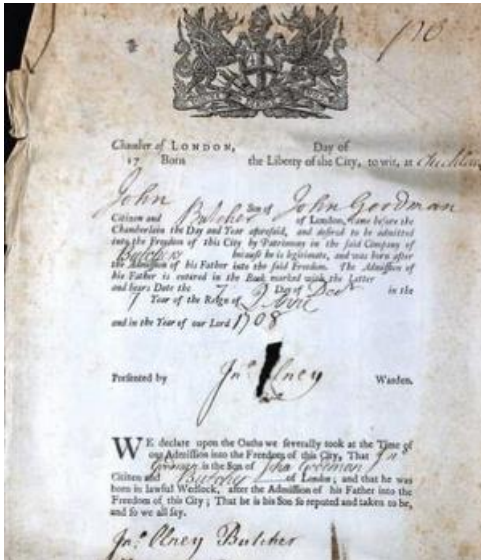 Chamber of LONDON, Day of
17 Born the Liberty of the City, to wit, at
John Son of John Goodman
Citizen and Butcher of London, came before the
Chamberlain the Day and Year aforesaid, and desired to be admitted
into the Freedom of this City by Patrimony in the said Company of
Butchers because he is legitimate, and was born after
the Admission of his Father into the said Freedom. The Admission of
his Father is entered in the Book marked with the Letter
and bears Date the 7 Day of Decr in the
7 Year of the Reign of
and in the Year of our Lord 1708
Presented by Jno Olney Warden.
WE declare upon the Oaths we severally took at the Time of
our Admission into the Freedom of this City, That Jno
Goodman is the Son of John Goodman
Citizen and Butcher of London; and that he was
born in lawful Wedlock, after the Admission of his Father into the
Freedom of this City; That he is his Son so reputed and taken to be,
and so we all say.
Jno. Olney Butcher